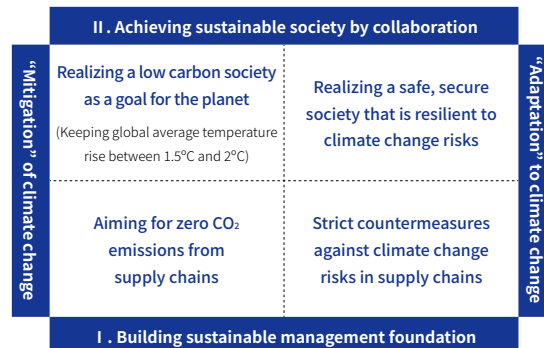 II . Achieving sustainable society by collaboration
“Mitigation” of climate change
Realizing a low carbon society
as a goal for the planet
(Keeping global average temperature
rise between 1.5℃ and 2℃)
Realizing a safe, secure
society that is resilient to
climate change risks
Aiming for zero CO₂
emissions from
supply chains
Strict countermeasures
against climate change
risks in supply chains
“Adaptation” to climate change
I . Building sustainable management foundation